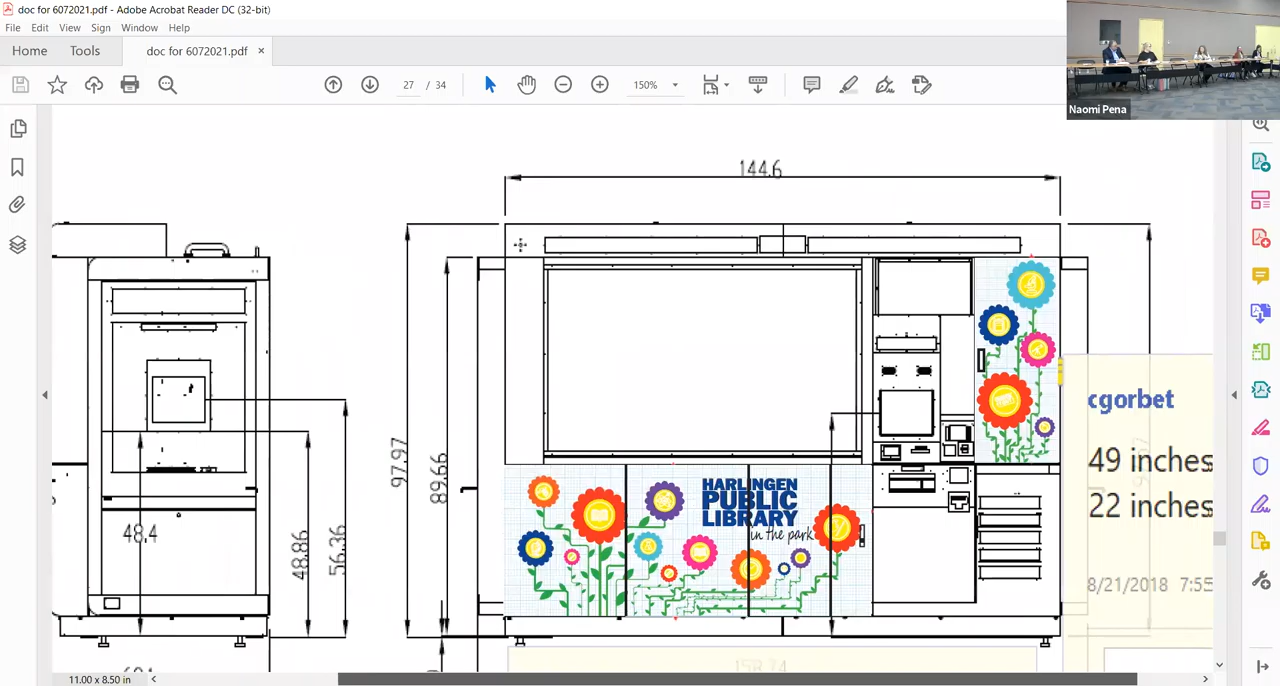 doc for 6072021.pdf - Adobe Acrobat Reader DC (32-bit)
File Edit View Sign Window Help
Home Tools doc for 6072021.pdf ×
27 / 34 150%
Naomi Pena
144.6
97.97
89.66
48.4
48.86
56.36
HARLINGEN
PUBLIC
LIBRARY
in the park
cgorbet
49 inches
22 inches
8/21/2018 7:55
158.74
11.00 x 8.50 in